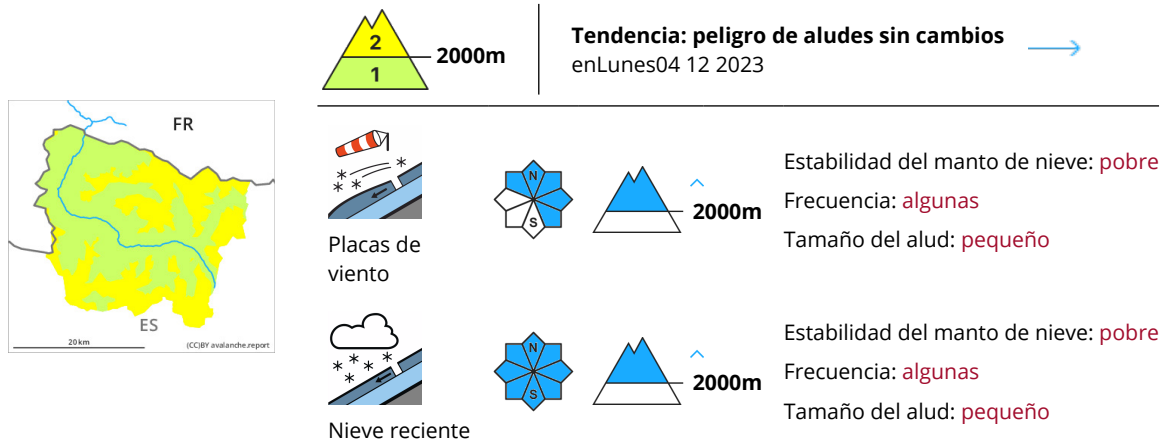 2
1
2000m
Tendencia: peligro de aludes sin cambios
enLunes04 12 2023
FR
ES
20 km
(CC)BY avalanche.report
Placas de
viento
N
S
2000m
Estabilidad del manto de nieve: pobre
Frecuencia: algunas
Tamaño del alud: pequeño
Nieve reciente
N
S
2000m
Estabilidad del manto de nieve: pobre
Frecuencia: algunas
Tamaño del alud: pequeño